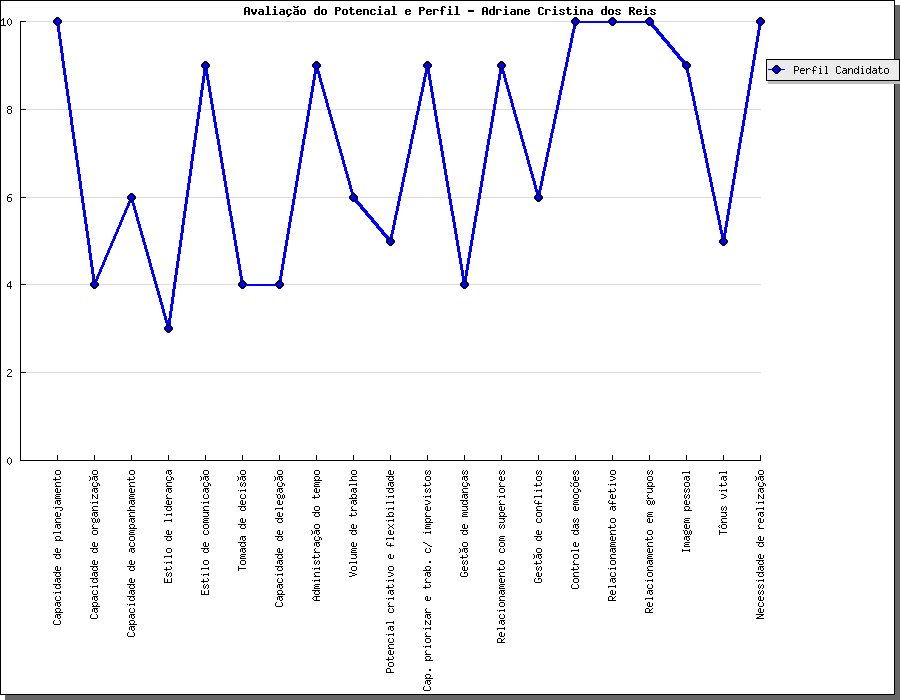 Avaliação do Potencial e Perfil - Adriane Cristina dos Reis
10
8
6
4
2
0
Perfil Candidato
Capacidade de planejamento
Capacidade de organização
Capacidade de acompanhamento
Estilo de liderança
Estilo de comunicação
Tomada de decisão
Capacidade de delegação
Administração do tempo
Volume de trabalho
Potencial criativo e flexibilidade
Cap. priorizar e trab. c/ imprevistos
Gestão de mudanças
Relacionamento com superiores
Gestão de conflitos
Controle das emoções
Relacionamento afetivo
Relacionamento em grupos
Imagem pessoal
Tônus vital
Necessidade de realização